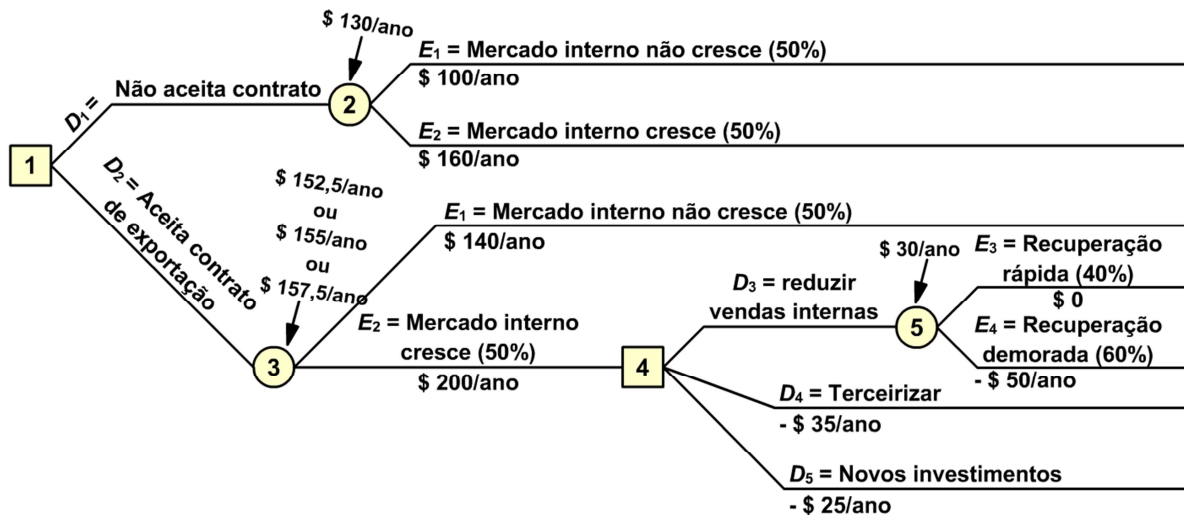 $ 130/ano
E1 = Mercado interno não cresce (50%)
$ 100/ano
Não aceita contrato
D1 =
2
E2 = Mercado interno cresce (50%)
$ 160/ano
1
D2 = Aceita contrato
de exportação
$ 152,5/ano
ou
$ 155/ano
ou
$ 157,5/ano
E1 = Mercado interno não cresce (50%)
$ 140/ano
3
E2 = Mercado interno
cresce (50%)
$ 200/ano
4
D3 = reduzir
vendas internas
$ 30/ano
5
E3 = Recuperação
rápida (40%)
$ 0
E4 = Recuperação
demorada (60%)
- $ 50/ano
D4 = Terceirizar
- $ 35/ano
D5 = Novos investimentos
- $ 25/ano